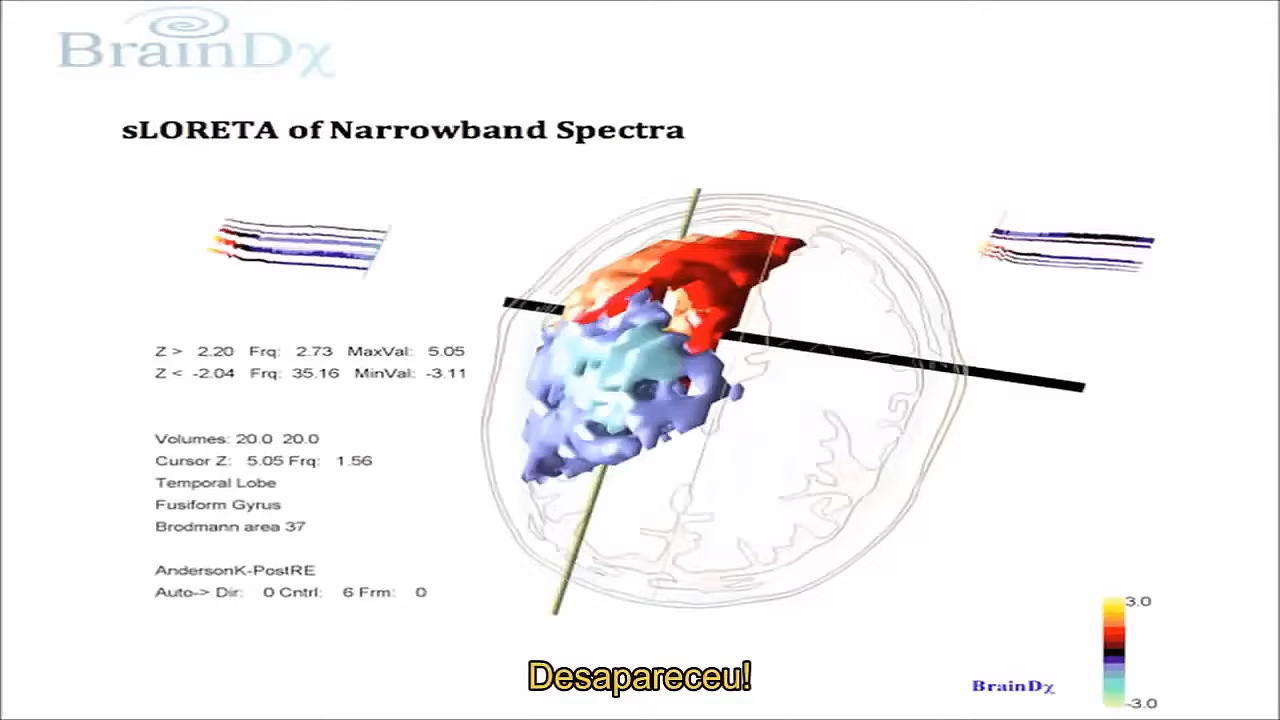 BrainDχ
sLORETA of Narrowband Spectra
Z > 2.20 Frq: 2.73 MaxVal: 5.05
Z < -2.04 Frq: 35.16 MinVal: -3.11
Volumes: 20.0 20.0
Cursor Z: 5.05 Frq: 1.56
Temporal Lobe
Fusiform Gyrus
Brodmann area 37
AndersonK-PostRE
Auto-> Dir: 0 Cntrl: 6 Frm: 0
3.0
Desapareceu!
BrainDχ
-3.0